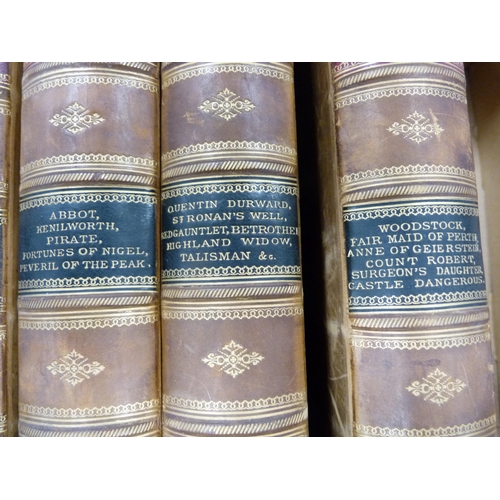 ABBOT,
KENILWORTH,
PIRATE,
FORTUNES OF NIGEL,
PEVERIL OF THE PEAK.
QUENTIN DURWARD,
ST RONAN'S WELL,
REDGAUNTLET, BETROTHED
HIGHLAND WIDOW,
TALISMAN &c.
WOODSTOCK,
FAIR MAID OF PERTH,
ANNE OF GEIERSTEIN,
COUNT ROBERT,
SURGEON'S DAUGHTER,
CASTLE DANGEROUS.